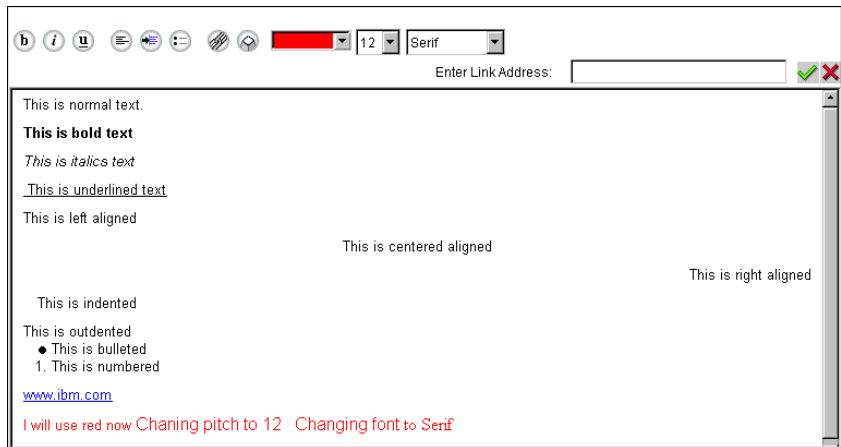 b i u 12 Serif
Enter Link Address:
This is normal text.
This is bold text
This is italics text
This is underlined text
This is left aligned
This is centered aligned
This is right aligned
This is indented
This is outdented
● This is bulleted
1. This is numbered
www.ibm.com
I will use red now Chaning pitch to 12 Changing font to Serif